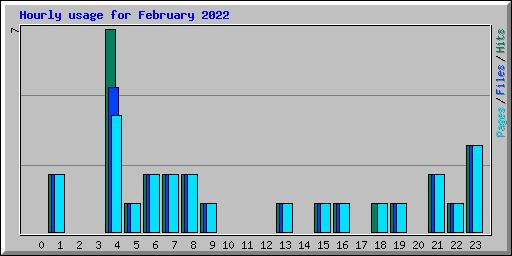 Hourly usage for February 2022
7
Pages/Files/Hits
0 1 2 3 4 5 6 7 8 9 10 11 12 13 14 15 16 17 18 19 20 21 22 23